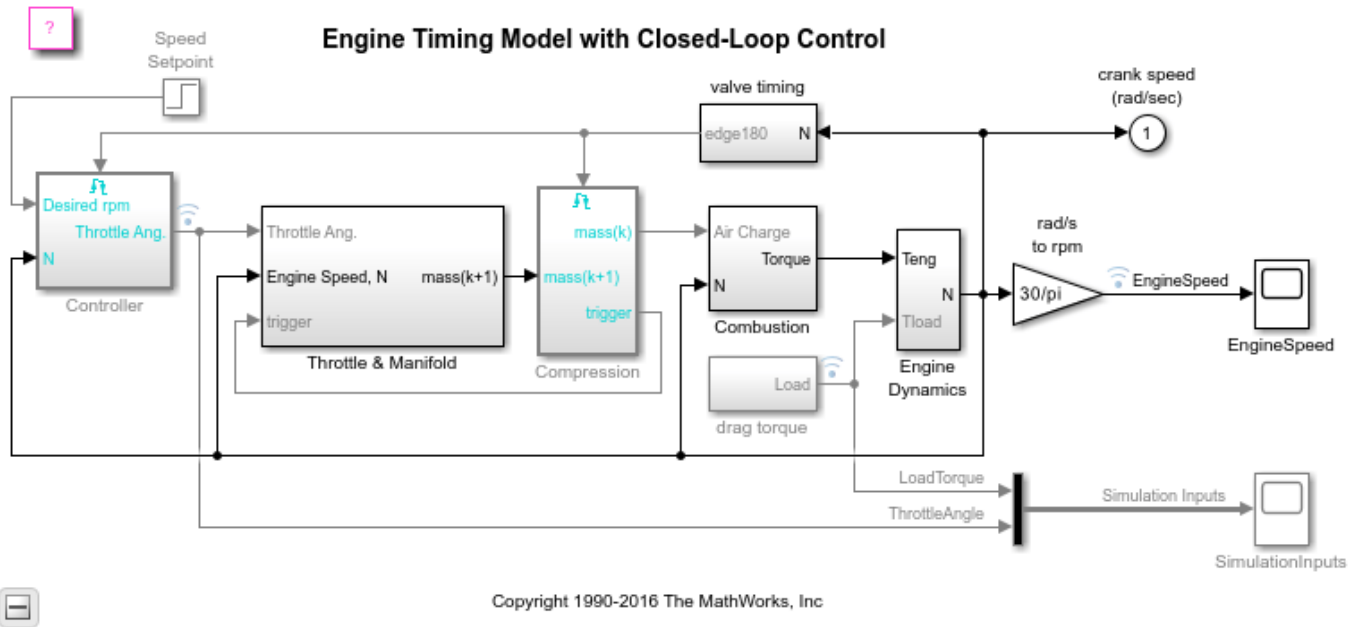 ?
Speed
Setpoint
Engine Timing Model with Closed-Loop Control
valve timing
edge180
N
crank speed
(rad/sec)
1
Desired rpm
Throttle Ang.
N
Controller
Throttle Ang.
Engine Speed, N
mass(k+1)
trigger
Throttle & Manifold
mass(k)
mass(k+1)
trigger
Compression
Air Charge
Torque
N
Combustion
Load
drag torque
Teng
N
Tload
Engine
Dynamics
rad/s
to rpm
30/pi
EngineSpeed
EngineSpeed
LoadTorque
ThrottleAngle
Simulation Inputs
SimulationInputs
Copyright 1990-2016 The MathWorks, Inc